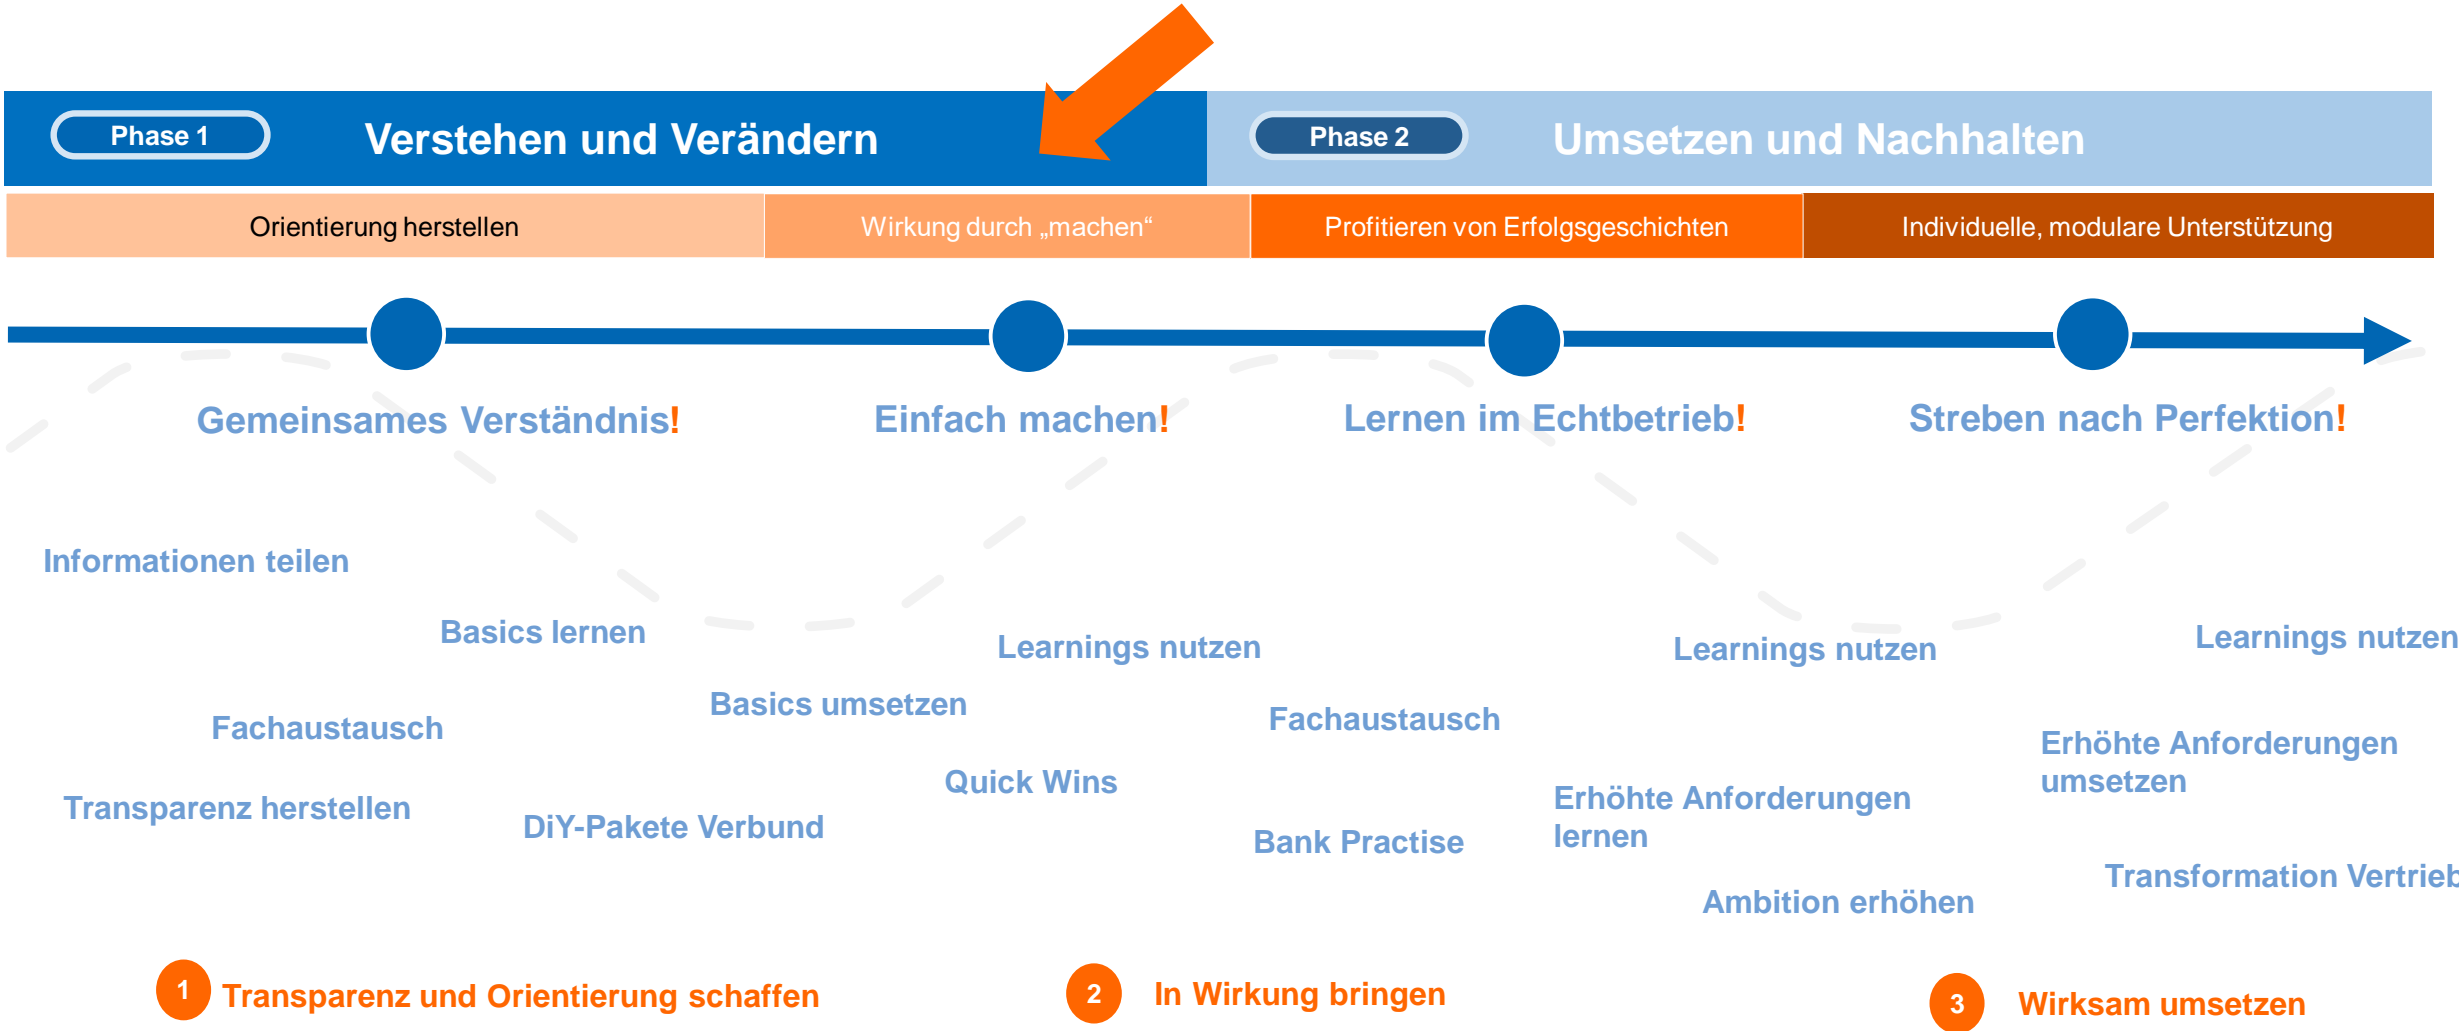 Phase 1
Verstehen und Verändern
Phase 2
Umsetzen und Nachhalten
Orientierung herstellen
Wirkung durch „machen“
Profitieren von Erfolgsgeschichten
Individuelle, modulare Unterstützung
Gemeinsames Verständnis!
Einfach machen!
Lernen im Echtbetrieb!
Streben nach Perfektion!
Informationen teilen
Basics lernen
Learnings nutzen
Learnings nutzen
Learnings nutzen
Fachaustausch
Basics umsetzen
Fachaustausch
Erhöhte Anforderungen
umsetzen
Transparenz herstellen
DiY-Pakete Verbund
Quick Wins
Bank Practise
Erhöhte Anforderungen
lernen
Ambition erhöhen
Transformation Vertrieb
1
Transparenz und Orientierung schaffen
2
In Wirkung bringen
3
Wirksam umsetzen